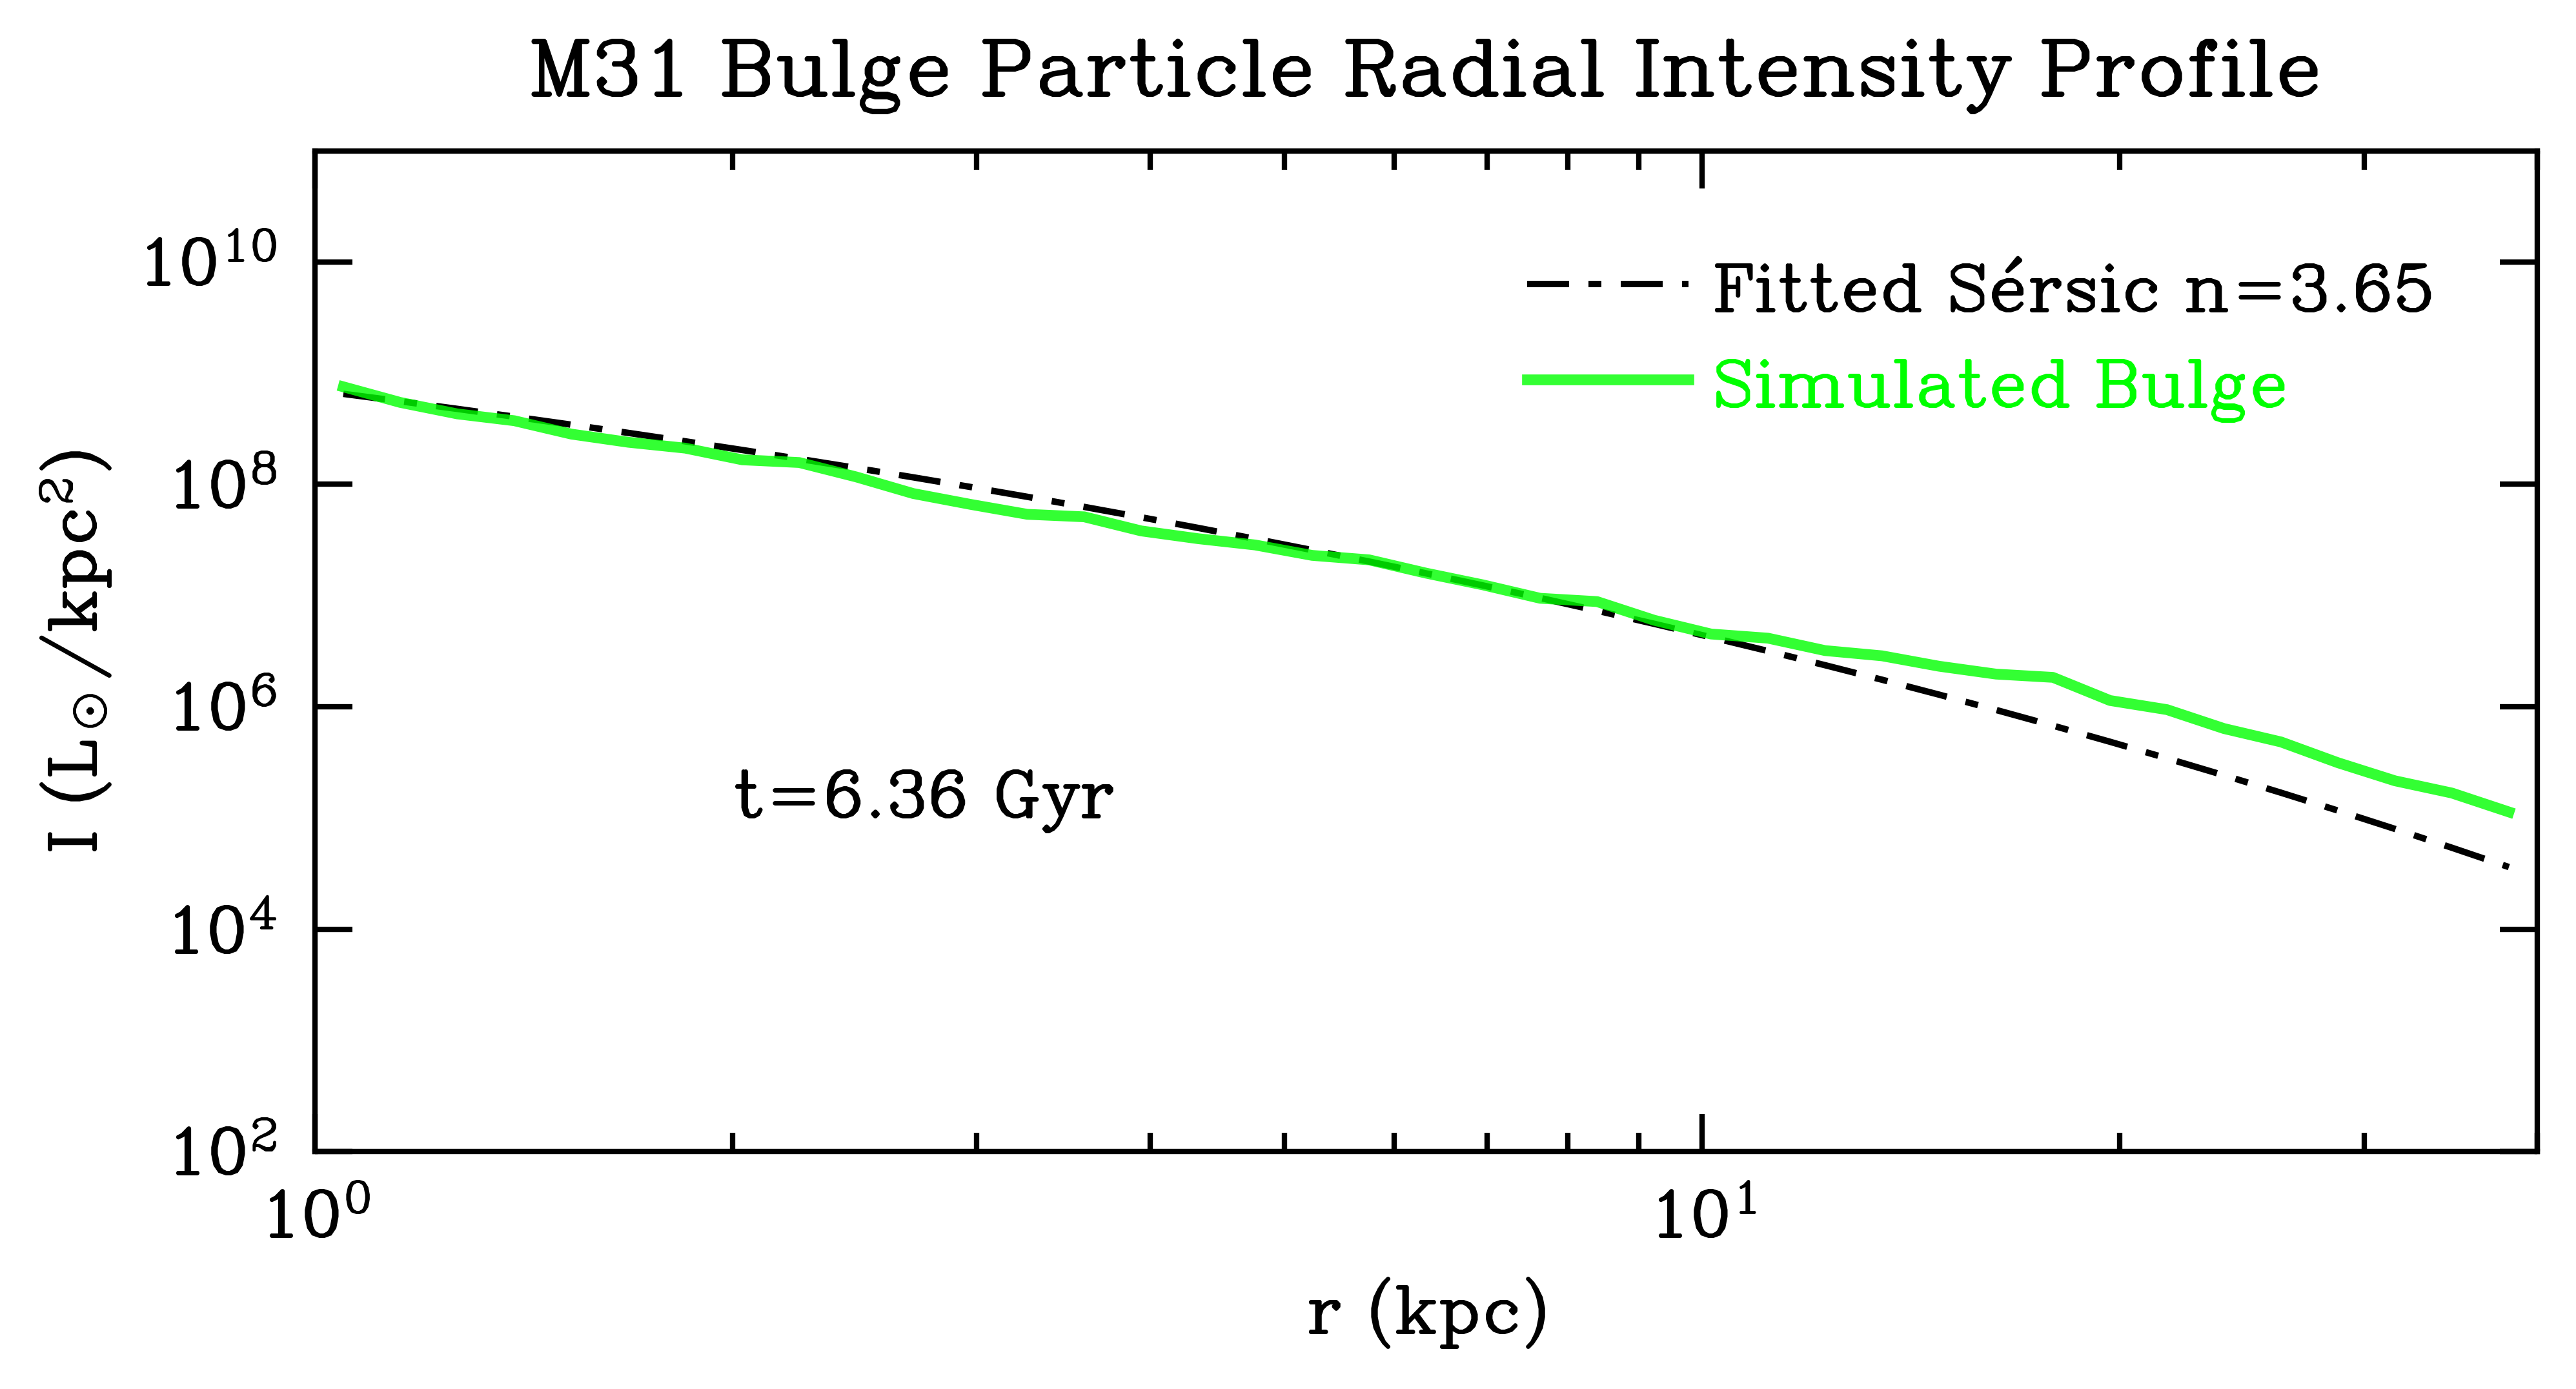 M31 Bulge Particle Radial Intensity Profile
10¹⁰
10⁸
10⁶
10⁴
10²
I (L☉/kpc²)
Fitted Sérsic n=3.65
Simulated Bulge
t=6.36 Gyr
10⁰ 10¹
r (kpc)